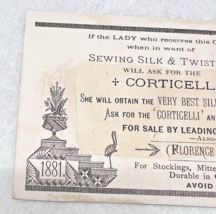 If the LADY who receives this C
when in want of
SEWING SILK & TWIST
WILL ASK FOR THE
CORTICELL
SHE WILL OBTAIN THE VERY BEST SIL
ASK FOR THE 'CORTICELLI' AN
FOR SALE BY LEADING
—ALSO—
(FLORENCE
For Stockings, Mitte
Durable in C
AVOID
1881.